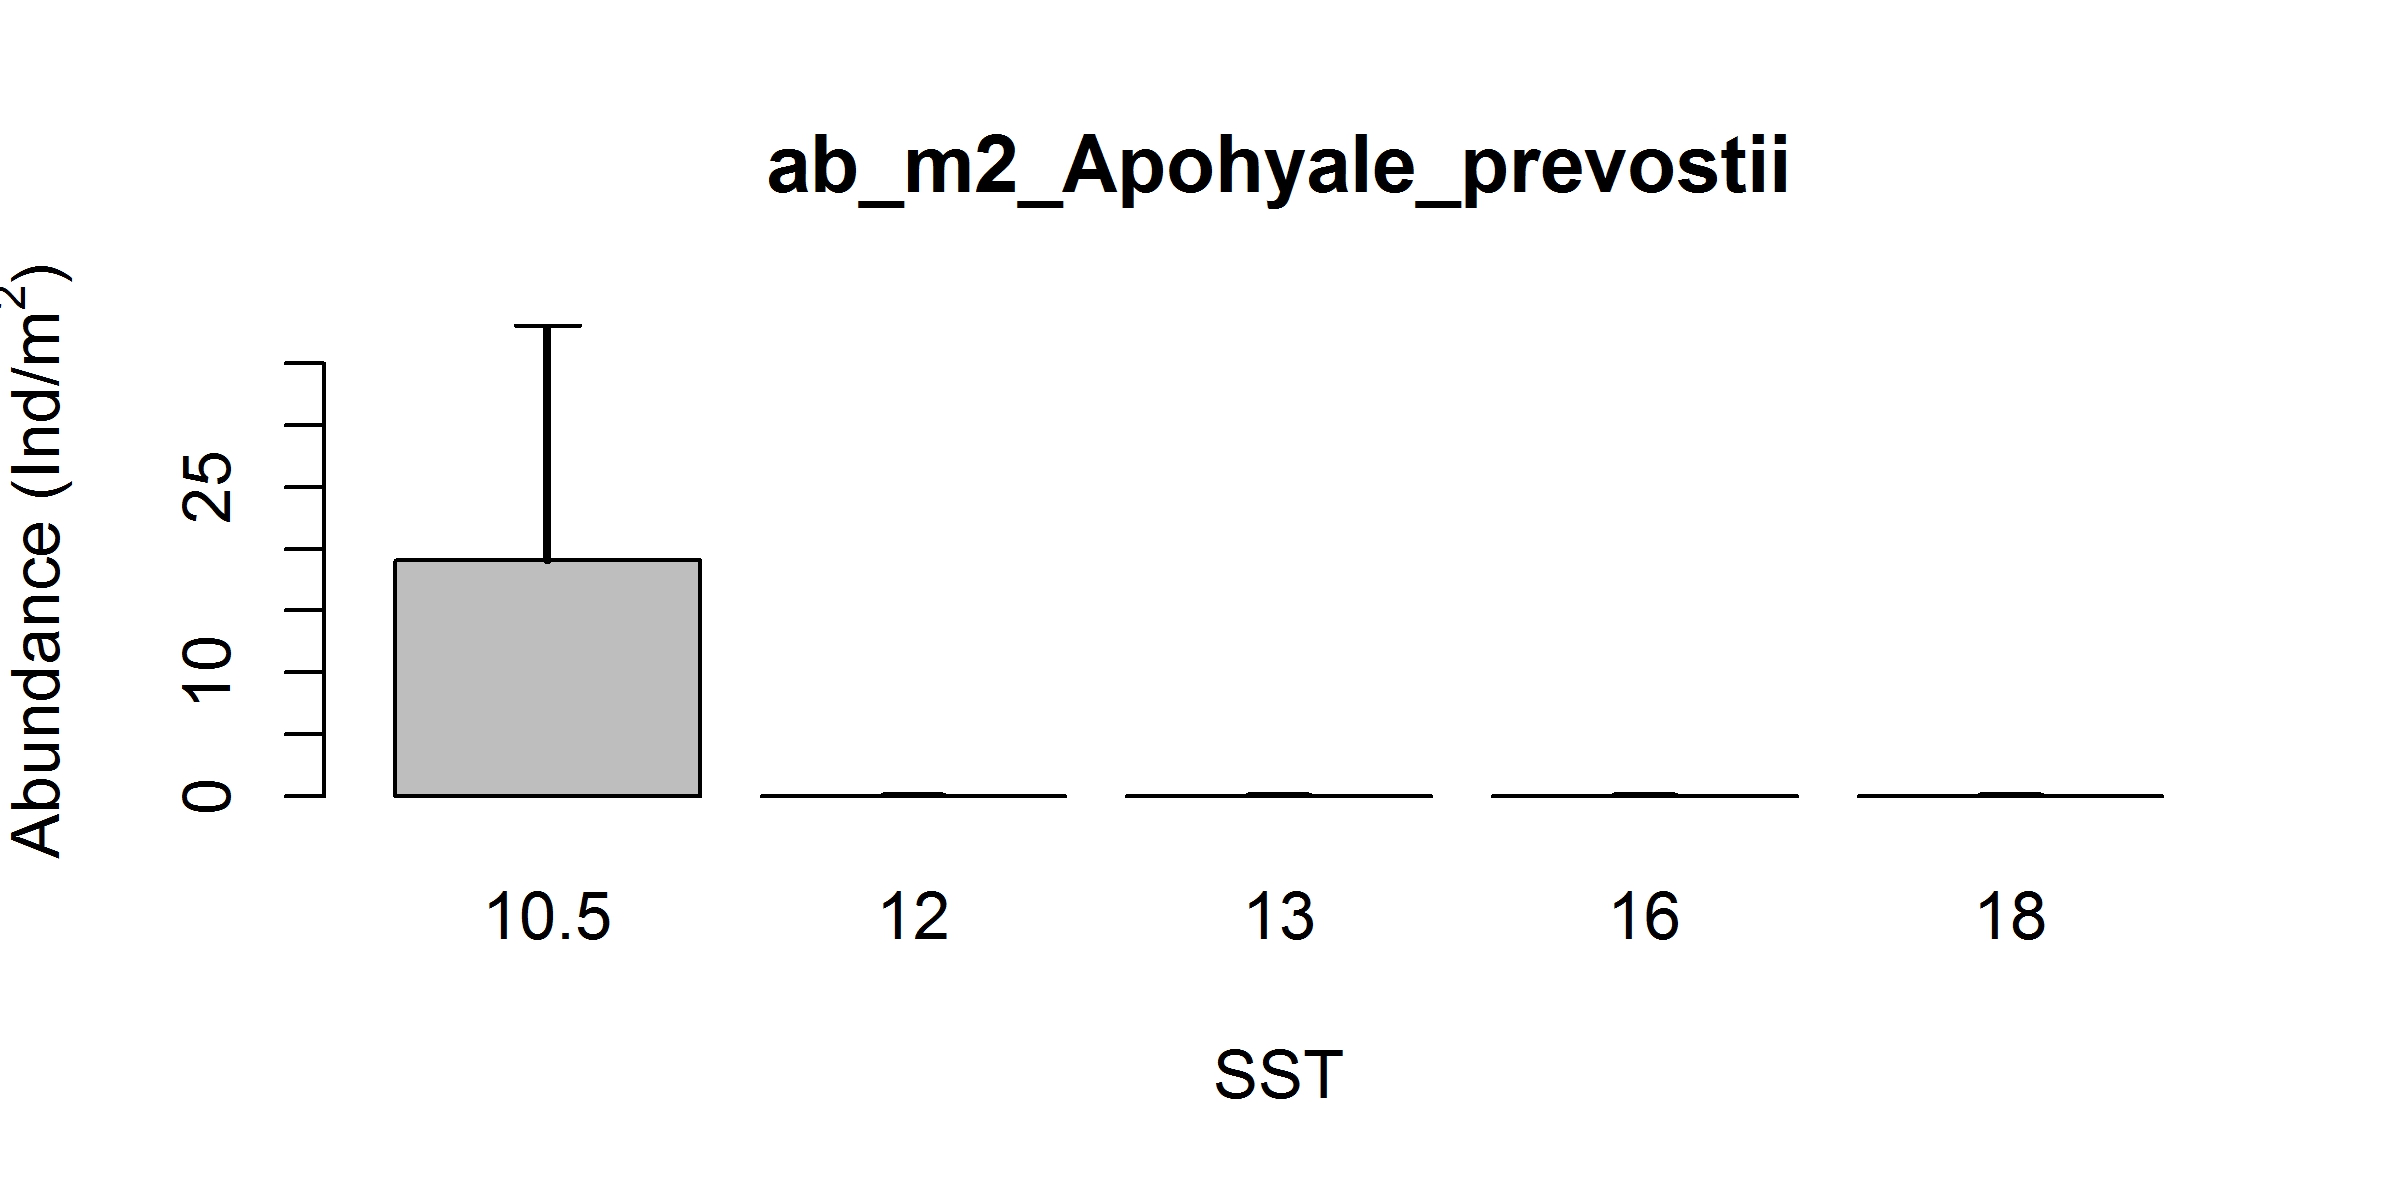 ab_m2_Apohyale_prevostii
Abundance (Ind/m²)
25
10
0
10.5 12 13 16 18
SST